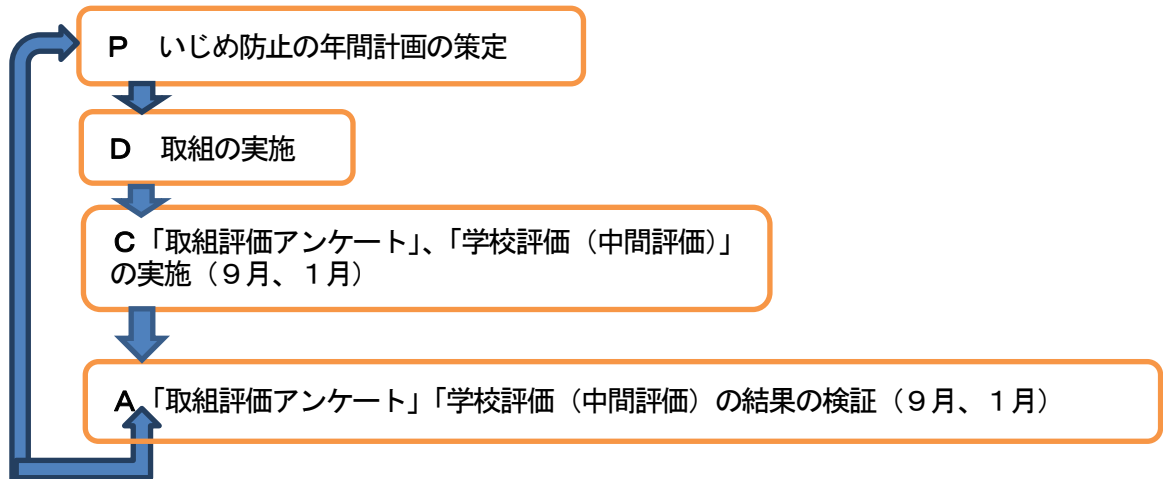 P　いじめ防止の年間計画の策定
D　取組の実施
C「取組評価アンケート」、「学校評価（中間評価）」
の実施（９月、１月）
A「取組評価アンケート」「学校評価（中間評価）の結果の検証（９月、１月）